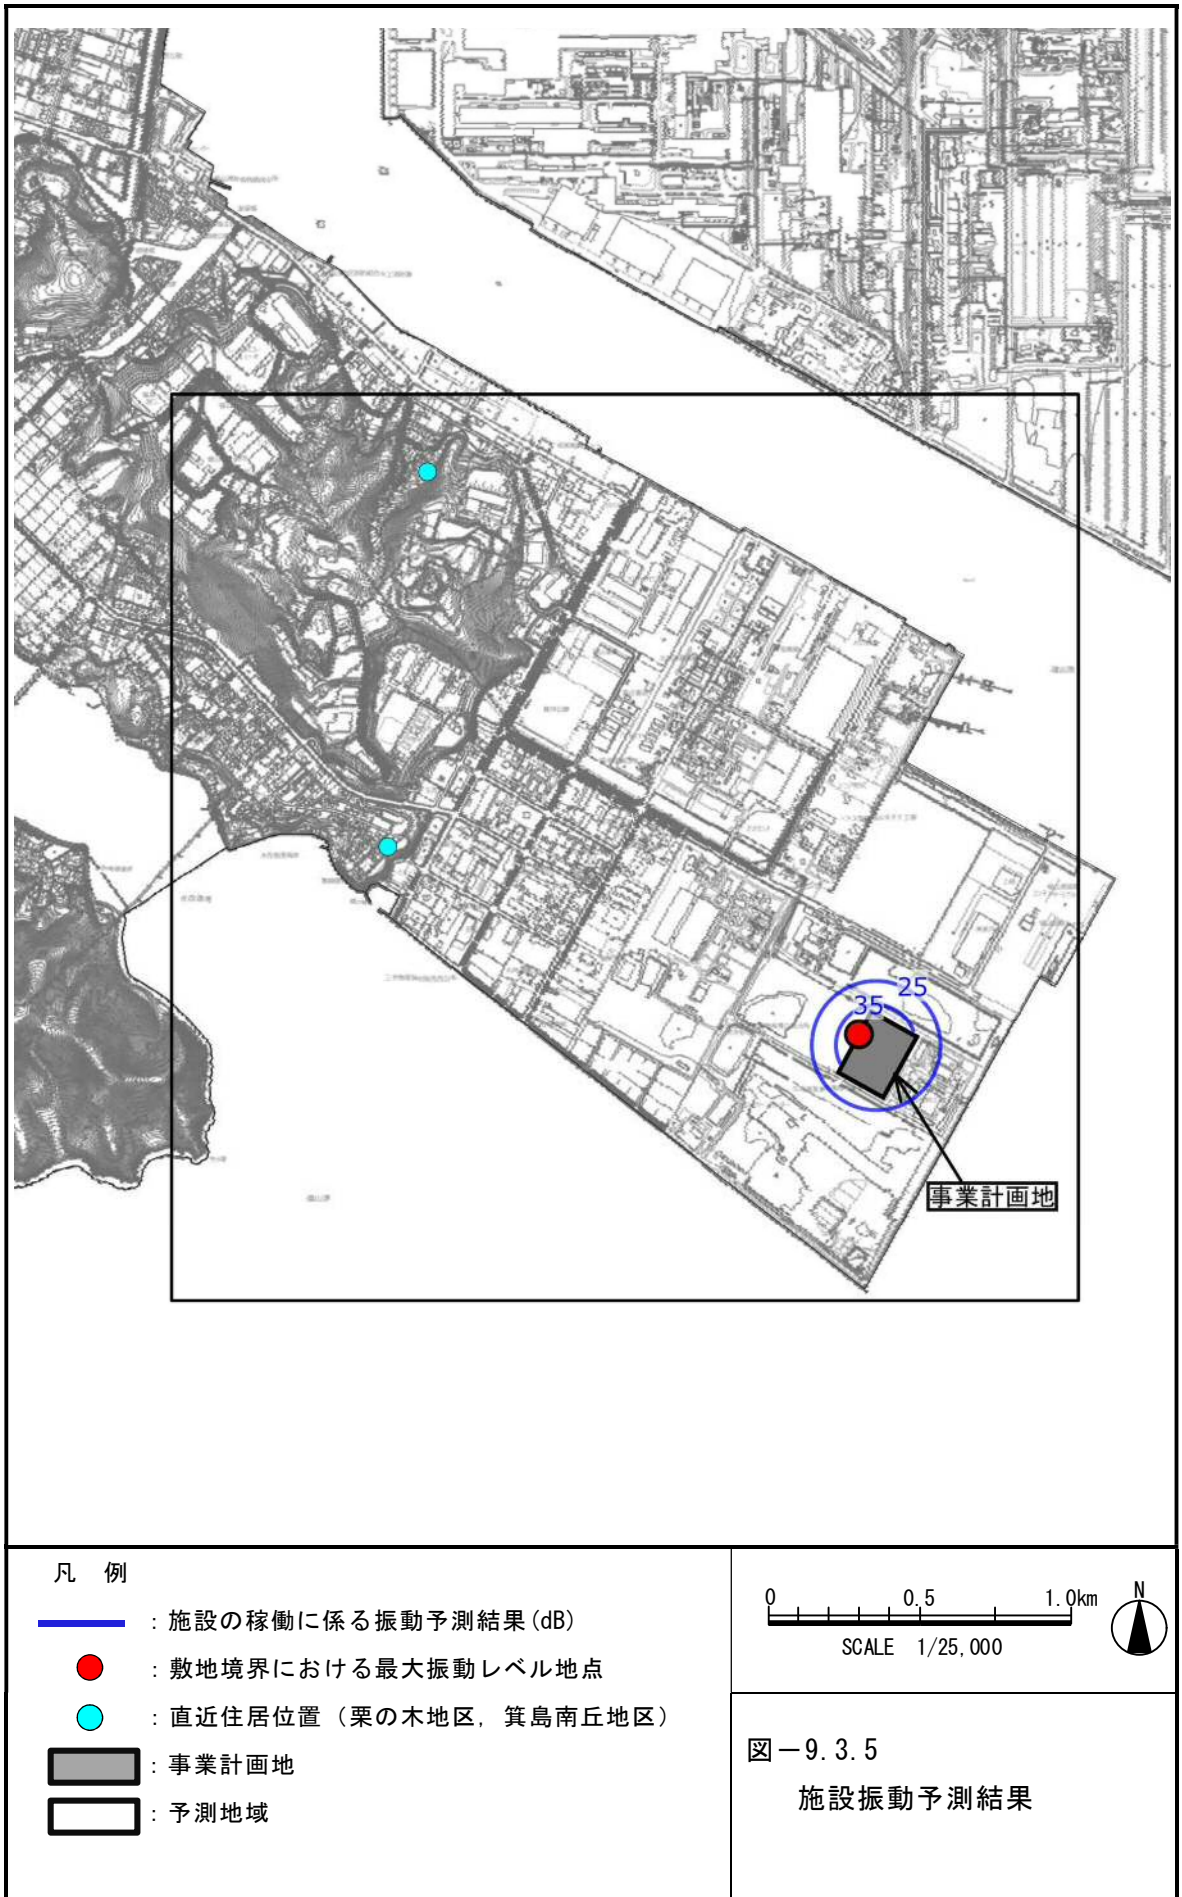 25
35
事業計画地
凡 例
：施設の稼働に係る振動予測結果(dB)
：敷地境界における最大振動レベル地点
：直近住居位置（栗の木地区，箕島南丘地区）
：事業計画地
：予測地域
0 0.5 1.0km
N
SCALE 1/25,000
図－9.3.5
施設振動予測結果